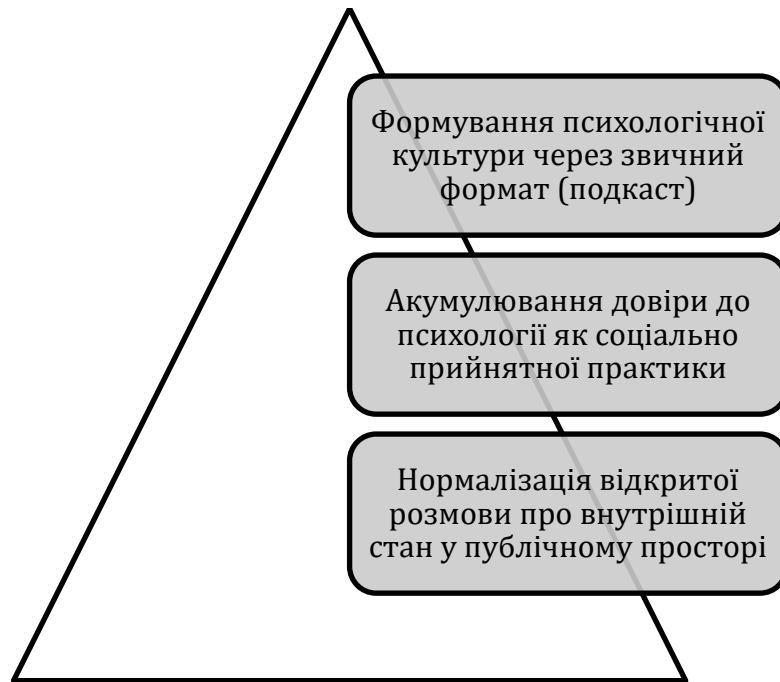 Формування психологічної
культури через звичний
формат (подкаст)
Акумулювання довіри до
психології як соціально
прийнятної практики
Нормалізація відкритої
розмови про внутрішній
стан у публічному просторі